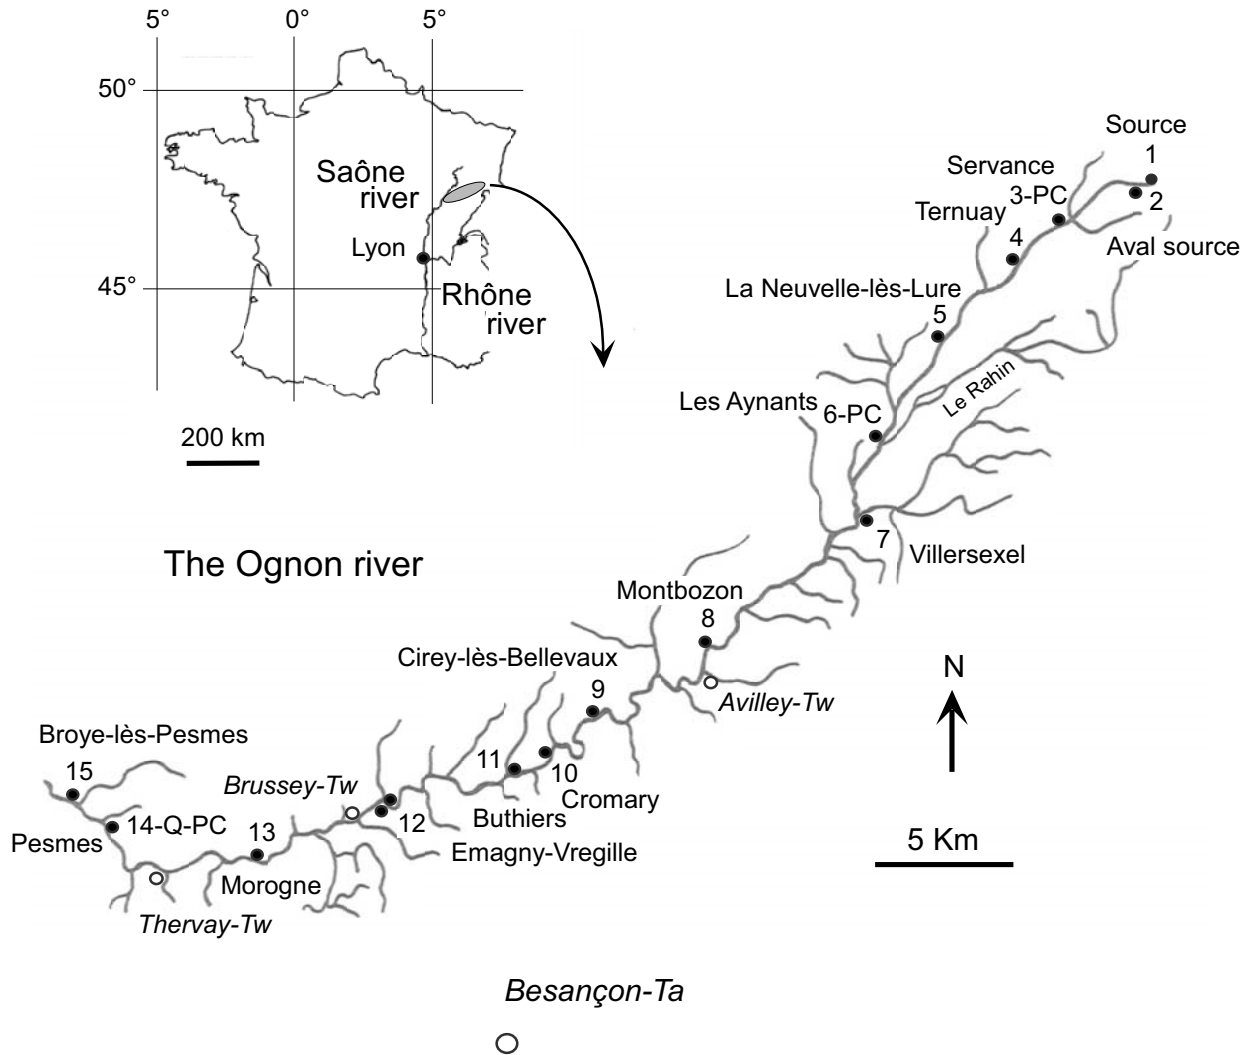 5°
0°
5°
50°
Saône
river
Lyon
45°
Rhône
river
200 km
The Ognon river
Source
1
Servance
3-PC
2
Ternuay
4
Aval source
La Neuvelle-lès-Lure
5
Le Rahin
Les Aynants
6-PC
7
Villersexel
Montbozon
8
Cirey-lès-Bellevaux
9
Avilley-Tw
N
Broye-lès-Pesmes
15
Brussey-Tw
11
10
Cromary
Buthiers
12
Emagny-Vregille
14-Q-PC
Pesmes
13
Morogne
Thervay-Tw
5 Km
Besançon-Ta